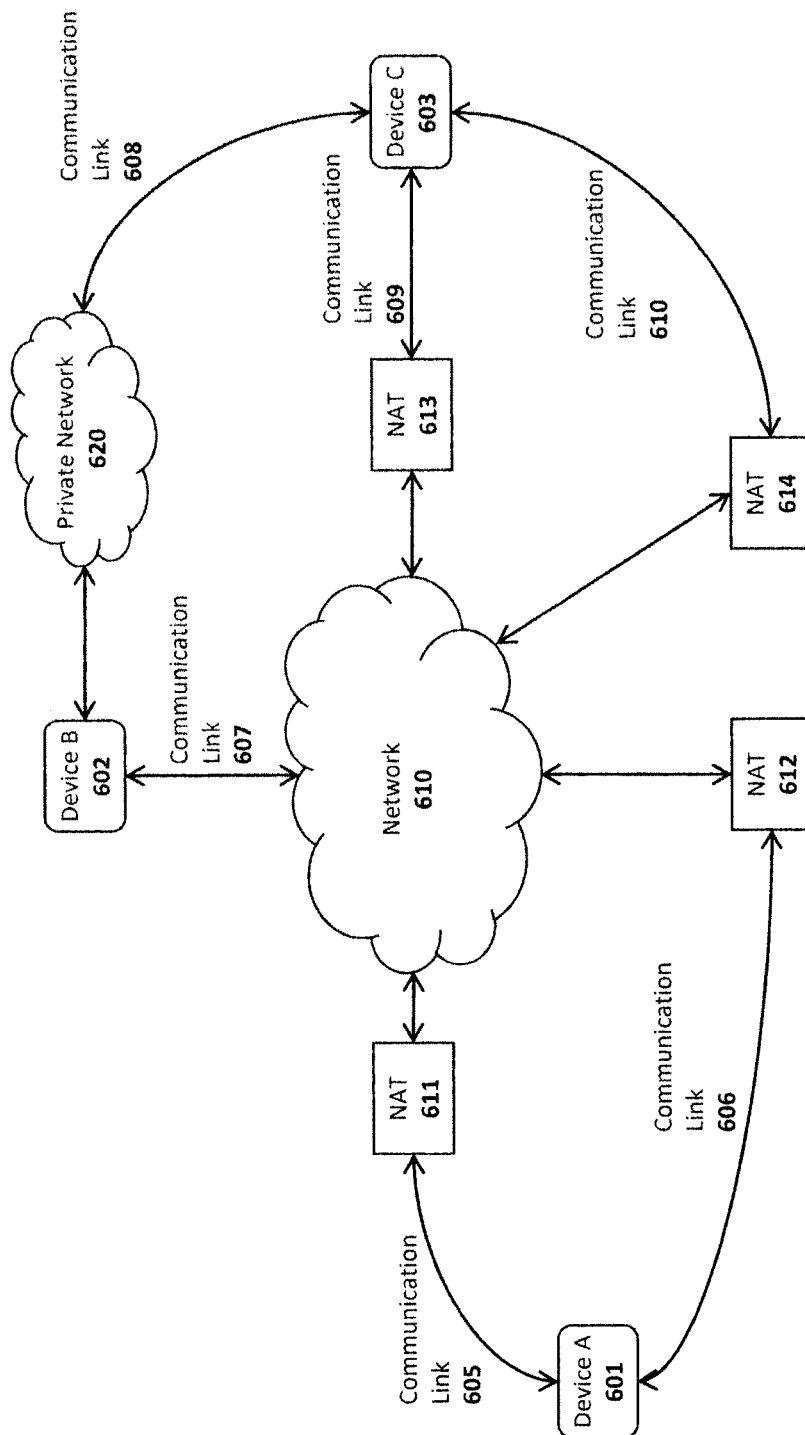 Communication
Link
608
Device C
603
Communication
Link
609
Communication
Link
610
Private Network
620
NAT
613
NAT
614
Device B
602
Communication
Link
607
Network
610
NAT
612
NAT
611
Communication
Link
606
Communication
Link
605
Device A
601